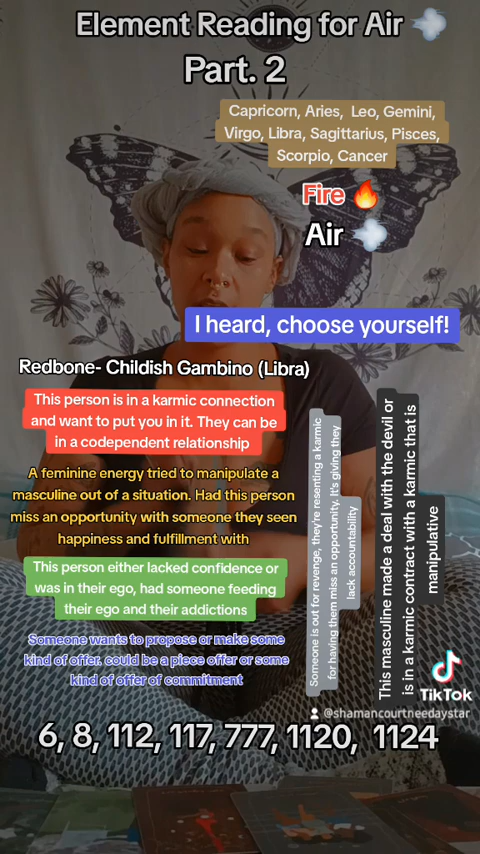 Element Reading for Air 💨
Part. 2
Capricorn, Aries, Leo, Gemini,
Virgo, Libra, Sagittarius, Pisces,
Scorpio, Cancer
Fire 🔥
Air 💨
I heard, choose yourself!
Redbone- Childish Gambino (Libra)
This person is in a karmic connection
and want to put you in it. They can be
in a codependent relationship
A feminine energy tried to manipulate a
masculine out of a situation. Had this person
miss an opportunity with someone they seen
happiness and fulfillment with
This person either lacked confidence or
was in their ego, had someone feeding
their ego and their addictions
Someone wants to propose or make some
kind of offer. could be a piece offer or some
kind of offer of commitment
Someone is out for revenge, they're resenting a karmic
for having them miss an opportunity. It's giving they
lack accountability
This masculine made a deal with the devil or
is in a karmic contract with a karmic that is
manipulative
TikTok
@shamancourtneedaystar
6, 8, 112, 117, 777, 1120, 1124